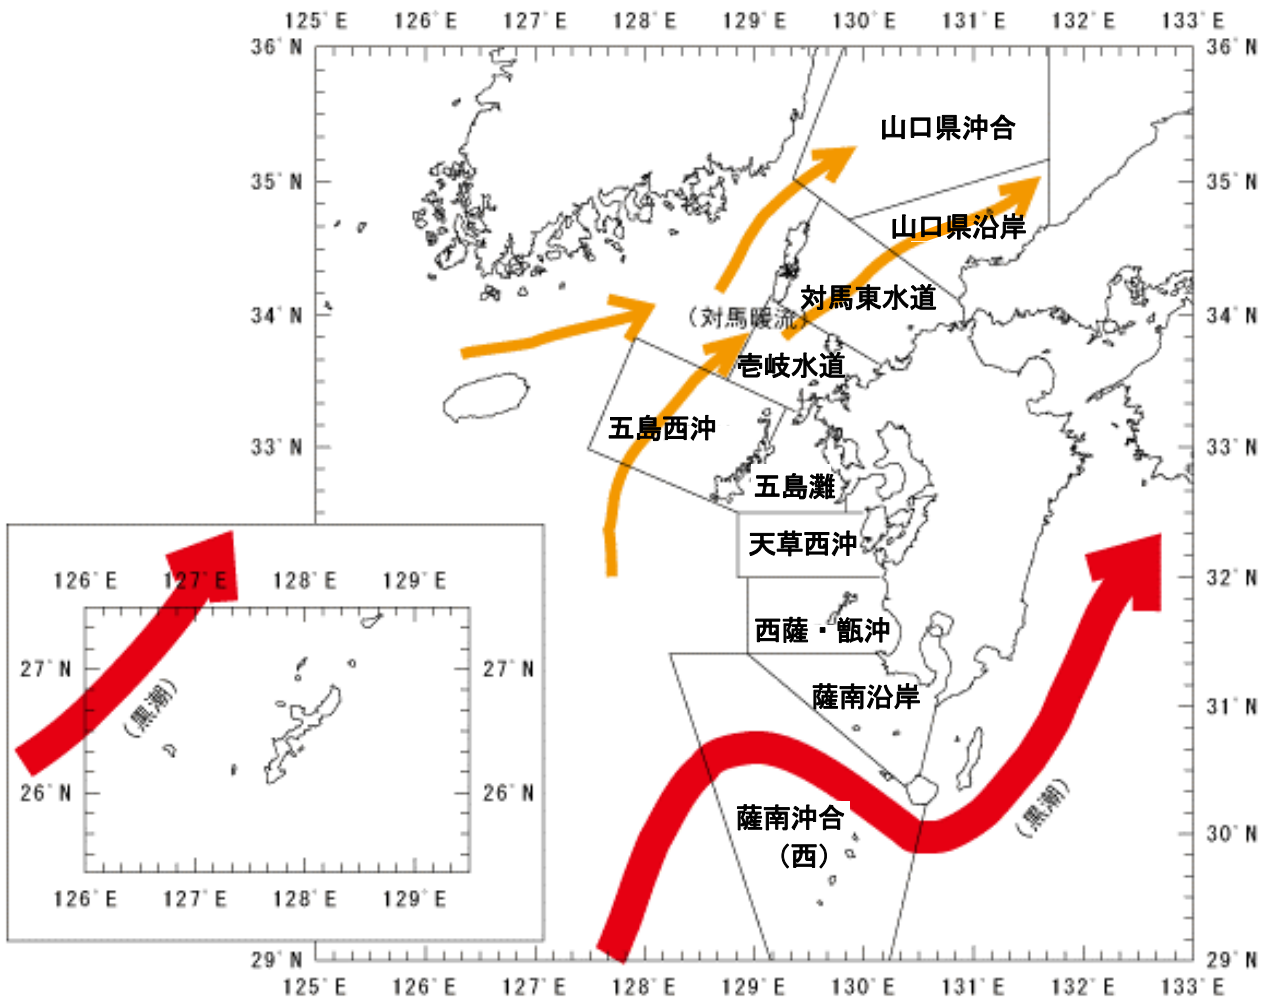 125°E 126°E 127°E 128°E 129°E 130°E 131°E 132°E 133°E
36°N 36°N
山口県沖合
35°N 35°N
山口県沿岸
対馬東水道
34°N (対馬暖流) 34°N
壱岐水道
五島西沖
33°N 33°N
五島灘
天草西沖
126°E 127°E 128°E 129°E
32°N
西薩・甑沖
27°N 27°N
(黒潮)
薩南沿岸
31°N
26°N 26°N
薩南沖合
(西)
(黒潮)
30°N
126°E 127°E 128°E 129°E
29°N 29°N
125°E 126°E 127°E 128°E 129°E 130°E 131°E 132°E 133°E